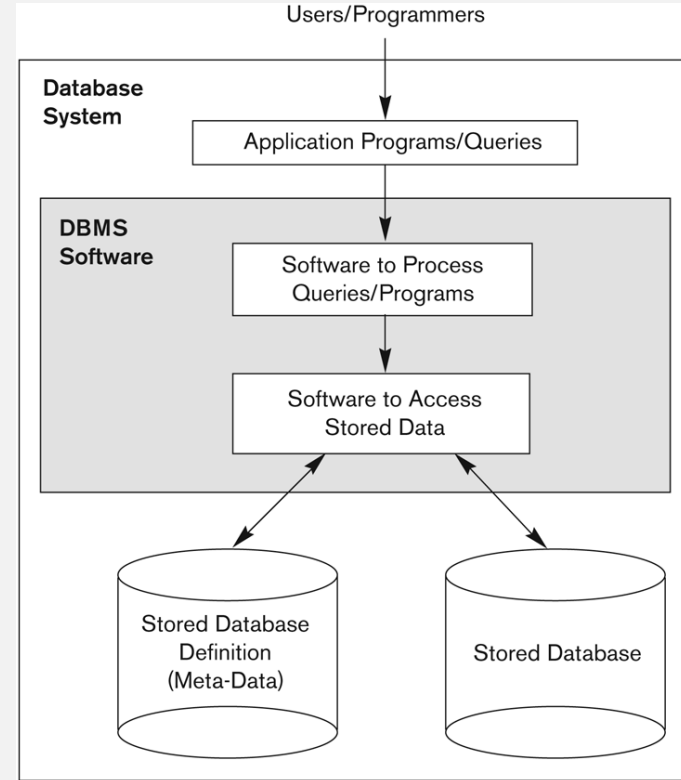 Users/Programmers
Database
System
Application Programs/Queries
DBMS
Software
Software to Process
Queries/Programs
Software to Access
Stored Data
Stored Database
Definition
(Meta-Data)
Stored Database